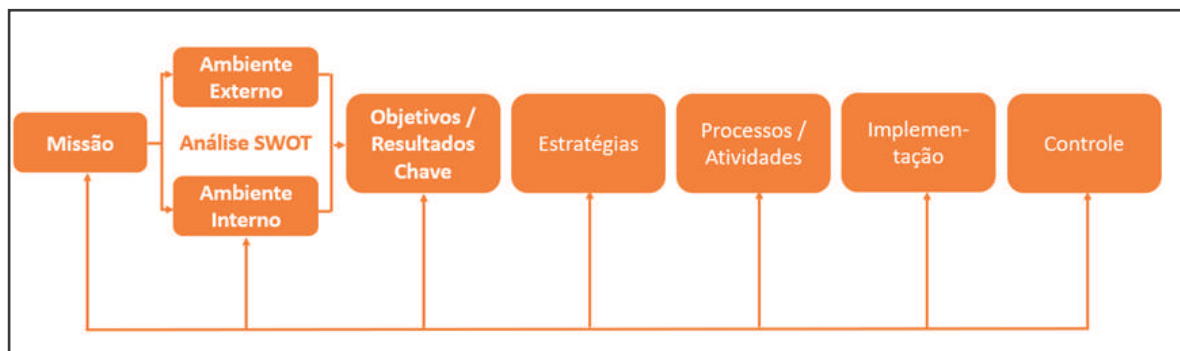 Missão
Ambiente
Externo
Análise SWOT
Ambiente
Interno
Objetivos /
Resultados
Chave
Estratégias
Processos /
Atividades
Implemen-
tação
Controle